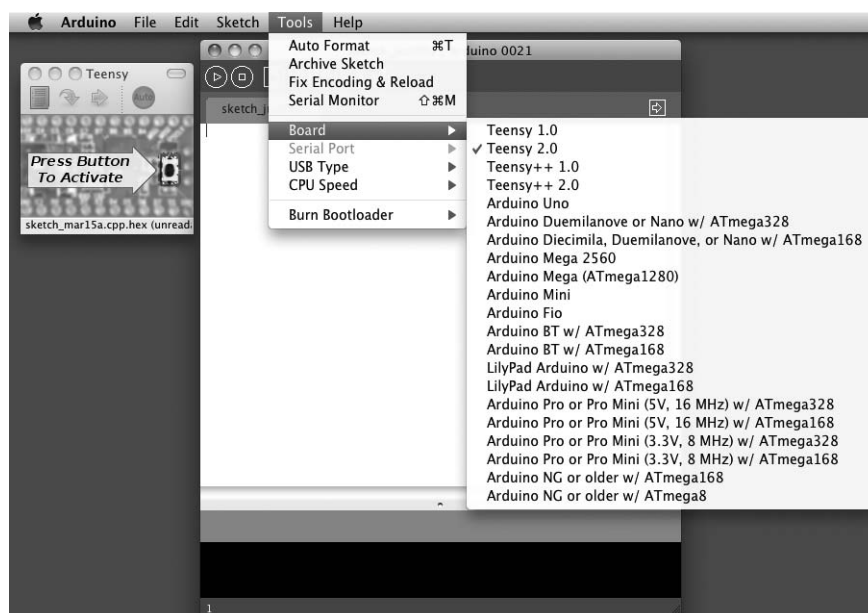 Arduino File Edit Sketch Tools Help
duino 0021
Teensy
Auto
Press Button
To Activate
sketch_mar15a.cpp.hex (unread
sketch_j
Auto Format ⌘T
Archive Sketch
Fix Encoding & Reload
Serial Monitor ⇧⌘M
Board
Serial Port
USB Type
CPU Speed
Burn Bootloader
Teensy 1.0
✓ Teensy 2.0
Teensy++ 1.0
Teensy++ 2.0
Arduino Uno
Arduino Duemilanove or Nano w/ ATmega328
Arduino Diecimila, Duemilanove, or Nano w/ ATmega168
Arduino Mega 2560
Arduino Mega (ATmega1280)
Arduino Mini
Arduino Fio
Arduino BT w/ ATmega328
Arduino BT w/ ATmega168
LilyPad Arduino w/ ATmega328
LilyPad Arduino w/ ATmega168
Arduino Pro or Pro Mini (5V, 16 MHz) w/ ATmega328
Arduino Pro or Pro Mini (5V, 16 MHz) w/ ATmega168
Arduino Pro or Pro Mini (3.3V, 8 MHz) w/ ATmega328
Arduino Pro or Pro Mini (3.3V, 8 MHz) w/ ATmega168
Arduino NG or older w/ ATmega168
Arduino NG or older w/ ATmega8
1